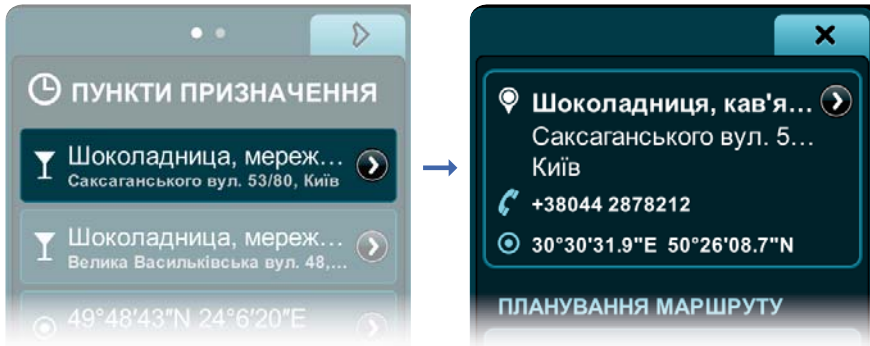 ПУНКТИ ПРИЗНАЧЕННЯ
Шоколадница, мереж...
Саксаганського вул. 53/80, Київ
Шоколадница, мереж...
Велика Васильківська вул. 48,...
49°48'43"N 24°6'20"E
Шоколадниця, кав'я...
Саксаганського вул. 5...
Київ
+38044 2878212
30°30'31.9"E 50°26'08.7"N
ПЛАНУВАННЯ МАРШРУТУ